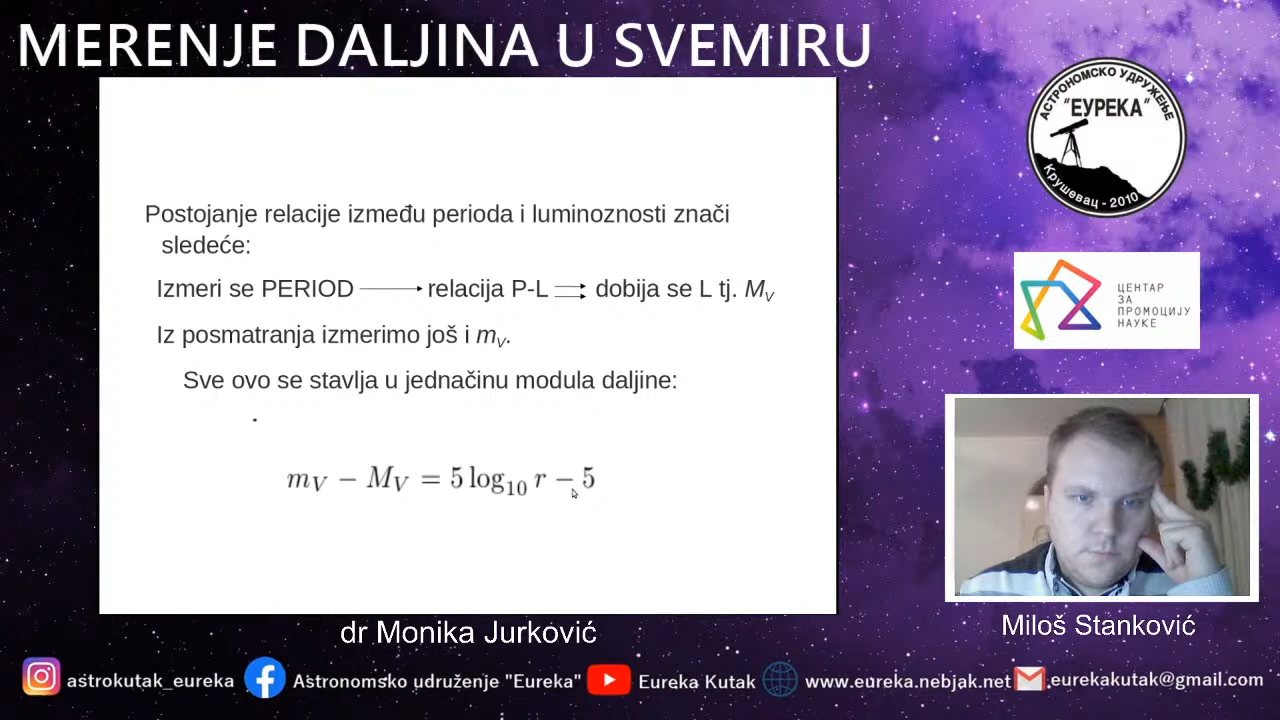 MERENJE DALJINA U SVEMIRU
Postojanje relacije između perioda i luminoznosti znači
sledeće:
Izmeri se PERIOD → relacija P-L ⇉ dobija se L tj. M_V
Iz posmatranja izmerimo još i m_V.
Sve ovo se stavlja u jednačinu modula daljine:
m_V − M_V = 5 log₁₀ r − 5
dr Monika Jurković
АСТРОНОМСКО УДРУЖЕЊЕ
"ЕУРЕКА"
Крушевац - 2010
ЦЕНТАР
ЗА
ПРОМОЦИЈУ
НАУКЕ
Miloš Stanković
astrokutak_eureka
Astronomsko udruženje "Eureka"
Eureka Kutak
www.eureka.nebjak.net
eurekakutak@gmail.com